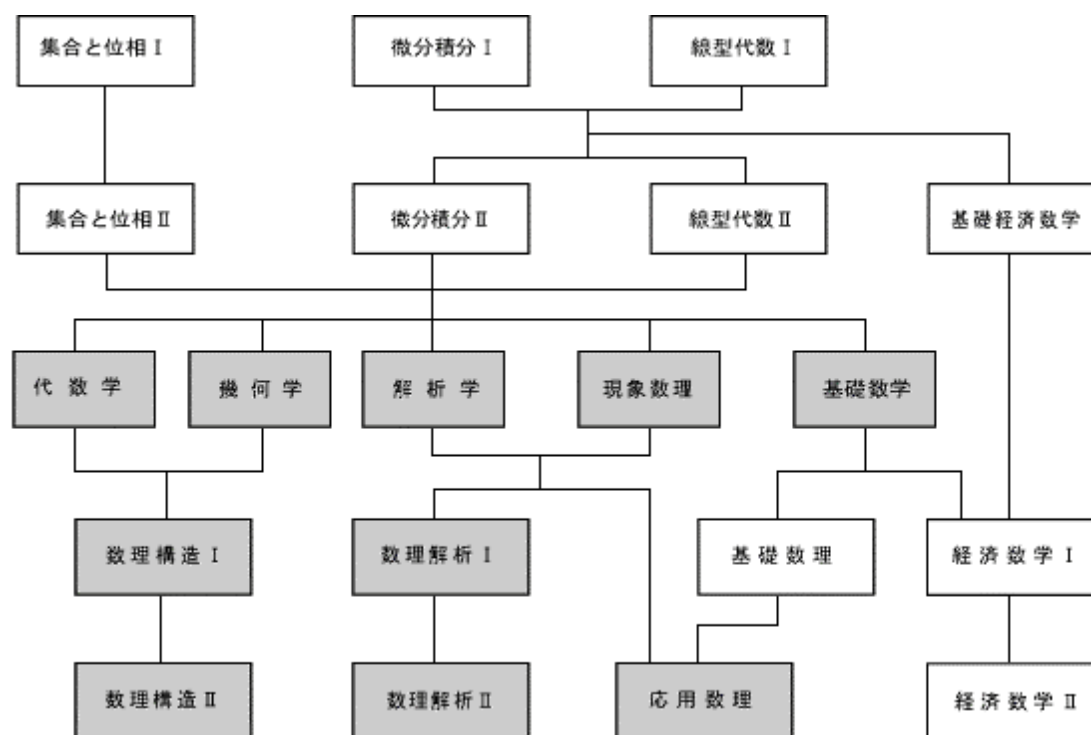 集合と位相Ⅰ
微分積分Ⅰ
線型代数Ⅰ
集合と位相Ⅱ
微分積分Ⅱ
線型代数Ⅱ
基礎経済数学
代数学
幾何学
解析学
現象数理
基礎数学
数理構造Ⅰ
数理解析Ⅰ
基礎数理
経済数学Ⅰ
数理構造Ⅱ
数理解析Ⅱ
応用数理
経済数学Ⅱ